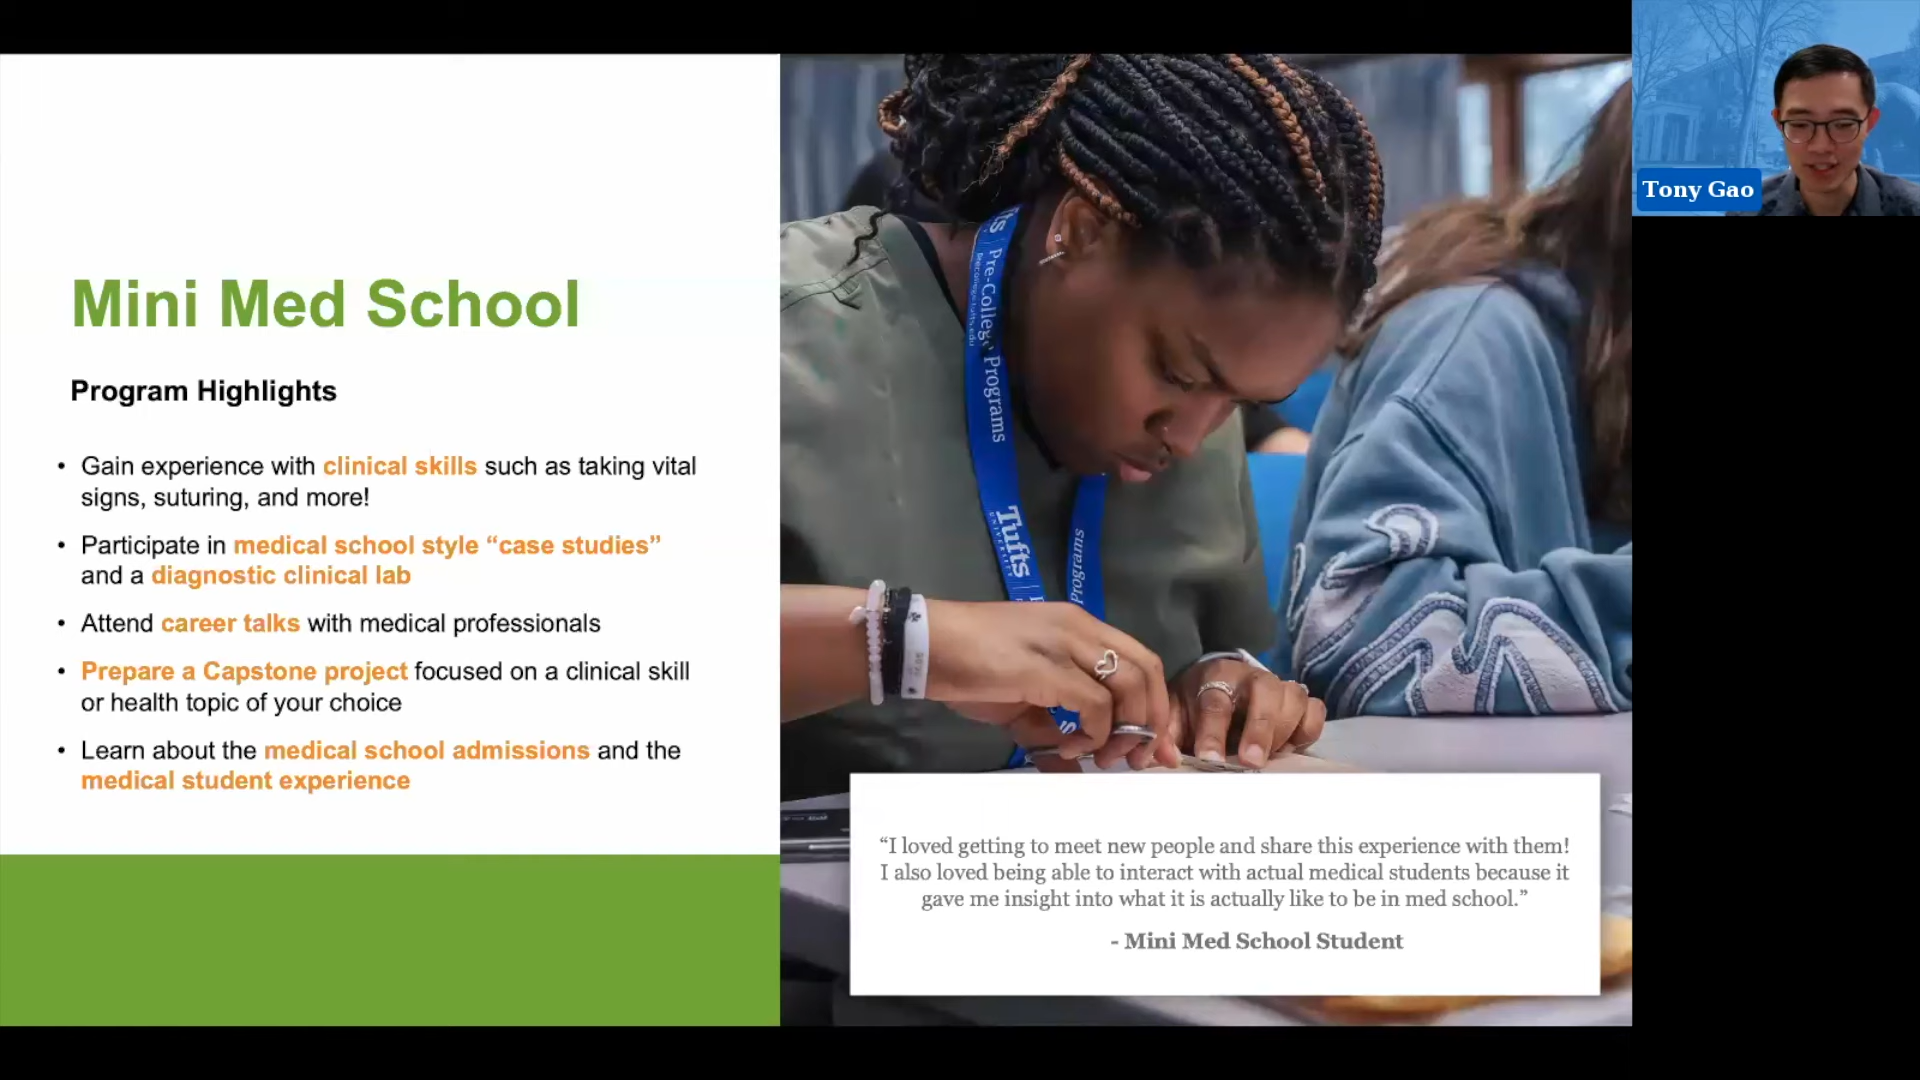 Mini Med School
Program Highlights
• Gain experience with clinical skills such as taking vital
signs, suturing, and more!
• Participate in medical school style “case studies”
and a diagnostic clinical lab
• Attend career talks with medical professionals
• Prepare a Capstone project focused on a clinical skill
or health topic of your choice
• Learn about the medical school admissions and the
medical student experience
Pre-College Programs
precollege.tufts.edu
Tufts
UNIVERSITY
Programs
“I loved getting to meet new people and share this experience with them!
I also loved being able to interact with actual medical students because it
gave me insight into what it is actually like to be in med school.”
- Mini Med School Student
Tony Gao